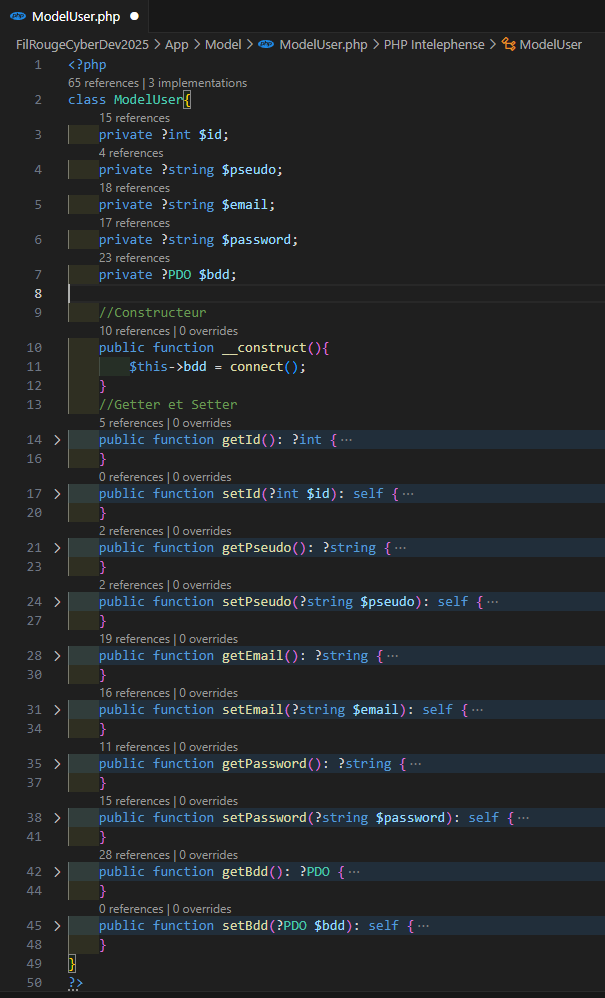 ModelUser.php
FilRougeCyberDev2025 > App > Model > ModelUser.php > PHP Intelephense > ModelUser
1 <?php
65 references | 3 implementations
2 class ModelUser{
15 references
3 private ?int $id;
4 references
4 private ?string $pseudo;
18 references
5 private ?string $email;
17 references
6 private ?string $password;
23 references
7 private ?PDO $bdd;
8
9 //Constructeur
10 references | 0 overrides
10 public function __construct(){
11 $this->bdd = connect();
12 }
13 //Getter et Setter
5 references | 0 overrides
14 > public function getId(): ?int { ···
16 }
0 references | 0 overrides
17 > public function setId(?int $id): self { ···
20 }
2 references | 0 overrides
21 > public function getPseudo(): ?string { ···
23 }
2 references | 0 overrides
24 > public function setPseudo(?string $pseudo): self { ···
27 }
19 references | 0 overrides
28 > public function getEmail(): ?string { ···
30 }
16 references | 0 overrides
31 > public function setEmail(?string $email): self { ···
34 }
11 references | 0 overrides
35 > public function getPassword(): ?string { ···
37 }
15 references | 0 overrides
38 > public function setPassword(?string $password): self { ···
41 }
28 references | 0 overrides
42 > public function getBdd(): ?PDO { ···
44 }
0 references | 0 overrides
45 > public function setBdd(?PDO $bdd): self { ···
48 }
49 }
50 ?>